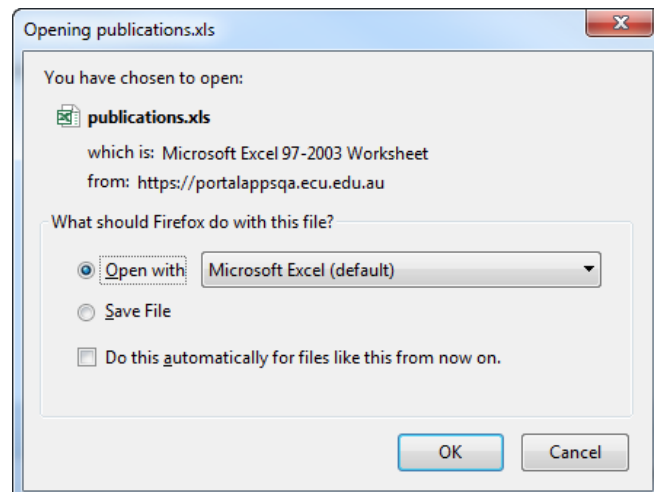 Opening publications.xls
You have chosen to open:
publications.xls
which is: Microsoft Excel 97-2003 Worksheet
from: https://portalappsqa.ecu.edu.au
What should Firefox do with this file?
Open with Microsoft Excel (default)
Save File
Do this automatically for files like this from now on.
OK Cancel